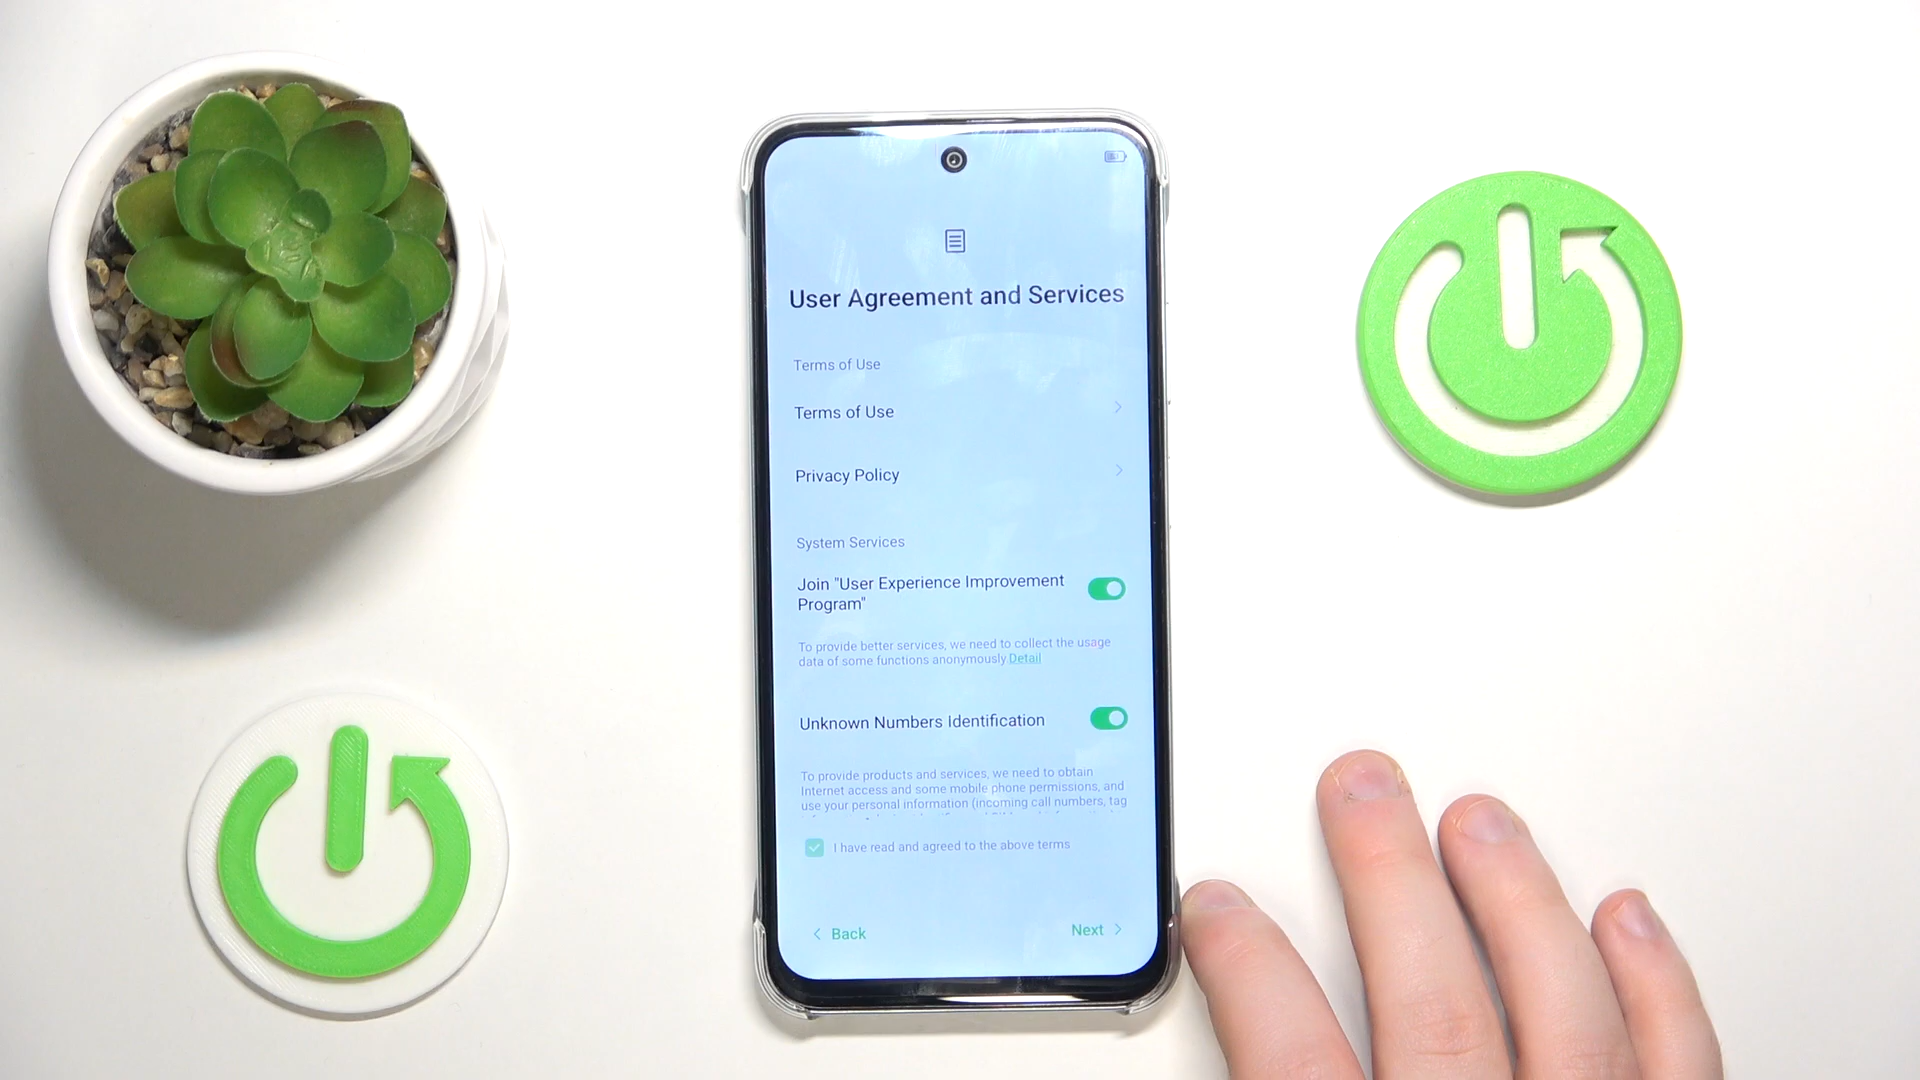 User Agreement and Services
Terms of Use
Terms of Use
Privacy Policy
System Services
Join "User Experience Improvement
Program"
To provide better services, we need to collect the usage
data of some functions anonymously.Detail
Unknown Numbers Identification
To provide products and services, we need to obtain
Internet access and some mobile phone permissions, and
use your personal information (incoming call numbers, tag
I have read and agreed to the above terms
Back
Next